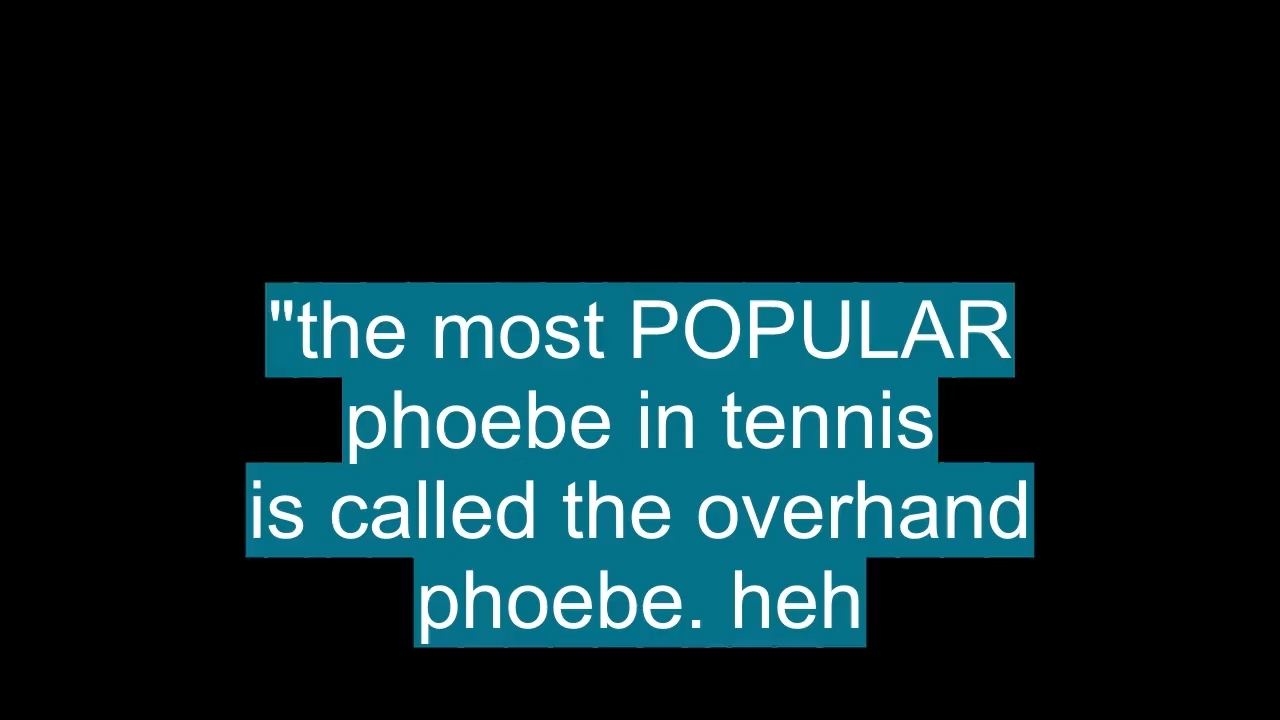 "the most POPULAR
phoebe in tennis
is called the overhand
phoebe. heh